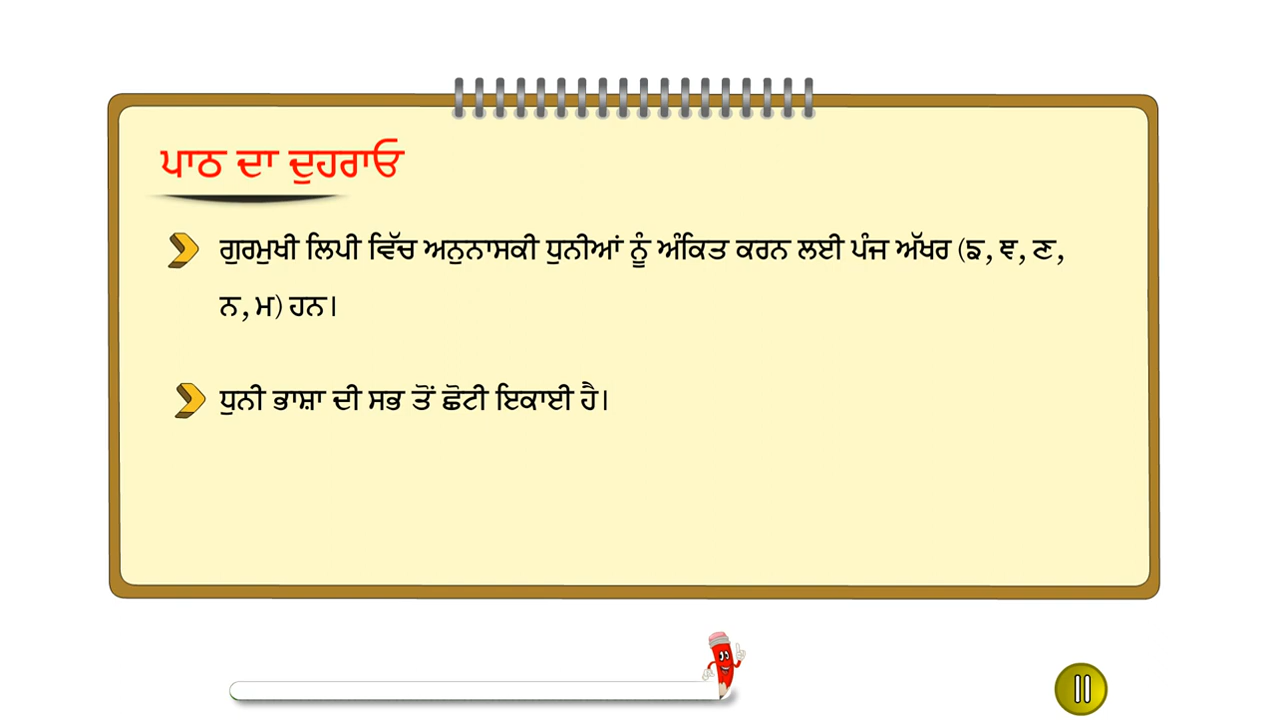 ਪਾਠ ਦਾ ਦੁਹਰਾਓ
ਗੁਰਮੁਖੀ ਲਿਪੀ ਵਿੱਚ ਅਨੁਨਾਸਕੀ ਧੁਨੀਆਂ ਨੂੰ ਅੰਕਿਤ ਕਰਨ ਲਈ ਪੰਜ ਅੱਖਰ (ਙ, ਞ, ਣ,
ਨ, ਮ) ਹਨ।
ਧੁਨੀ ਭਾਸ਼ਾ ਦੀ ਸਭ ਤੋਂ ਛੋਟੀ ਇਕਾਈ ਹੈ।